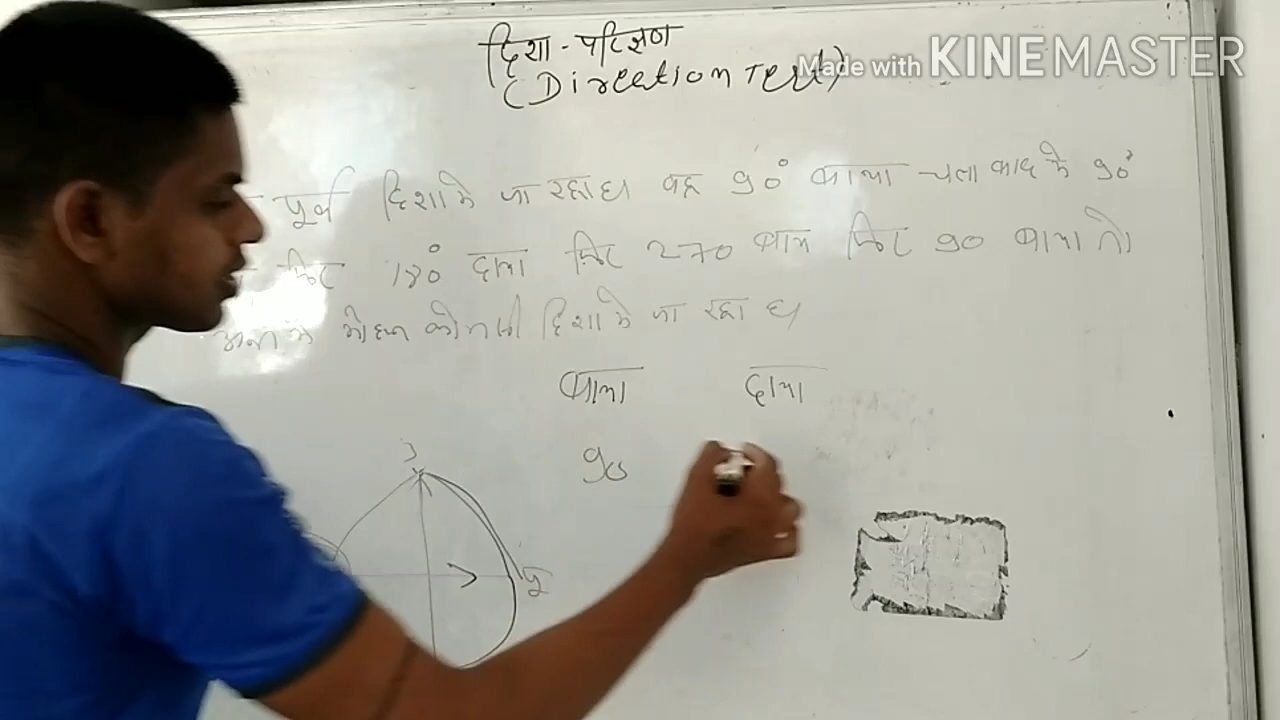 दिशा - परिक्षण
(Direction Test)
Made with KINEMASTER
पूर्व दिशा मे जा रहा था वह 90° बाया चला बाद मे 90°
फिर 180° दाया फिर 270 बाया फिर 90 बाया तो
अन्त मे मोहन कौनसी दिशा मे जा रहा था
बाया दाया
90
उ
पू